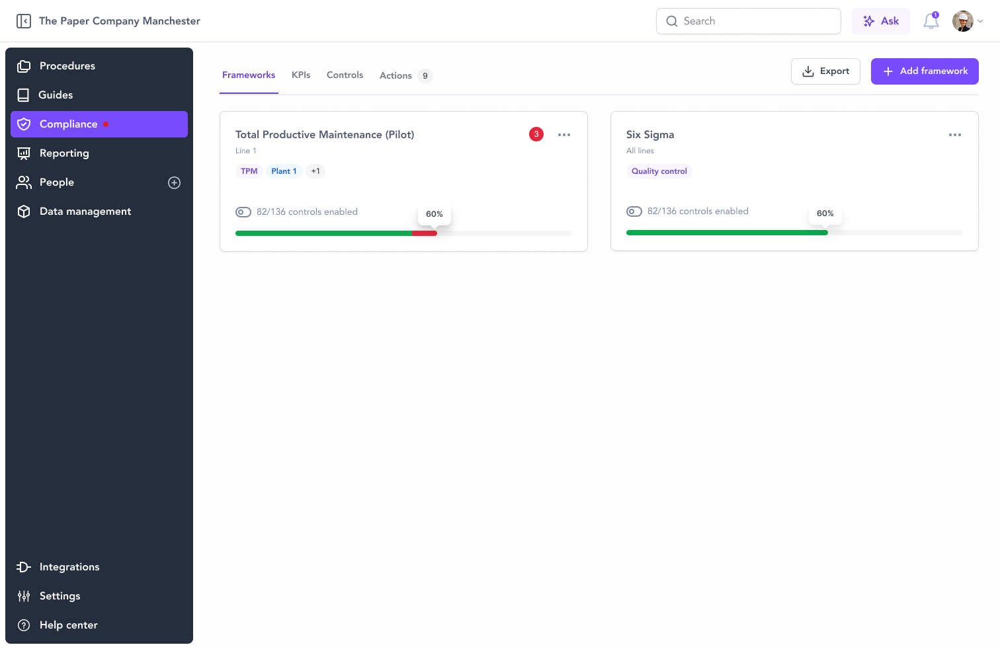 The Paper Company Manchester
Search
Ask
1
Procedures
Guides
Compliance
Reporting
People
Data management
Integrations
Settings
Help center
Frameworks
KPIs
Controls
Actions 9
Export
Add framework
Total Productive Maintenance (Pilot)
3
Line 1
TPM
Plant 1
+1
82/136 controls enabled
60%
Six Sigma
All lines
Quality control
82/136 controls enabled
60%